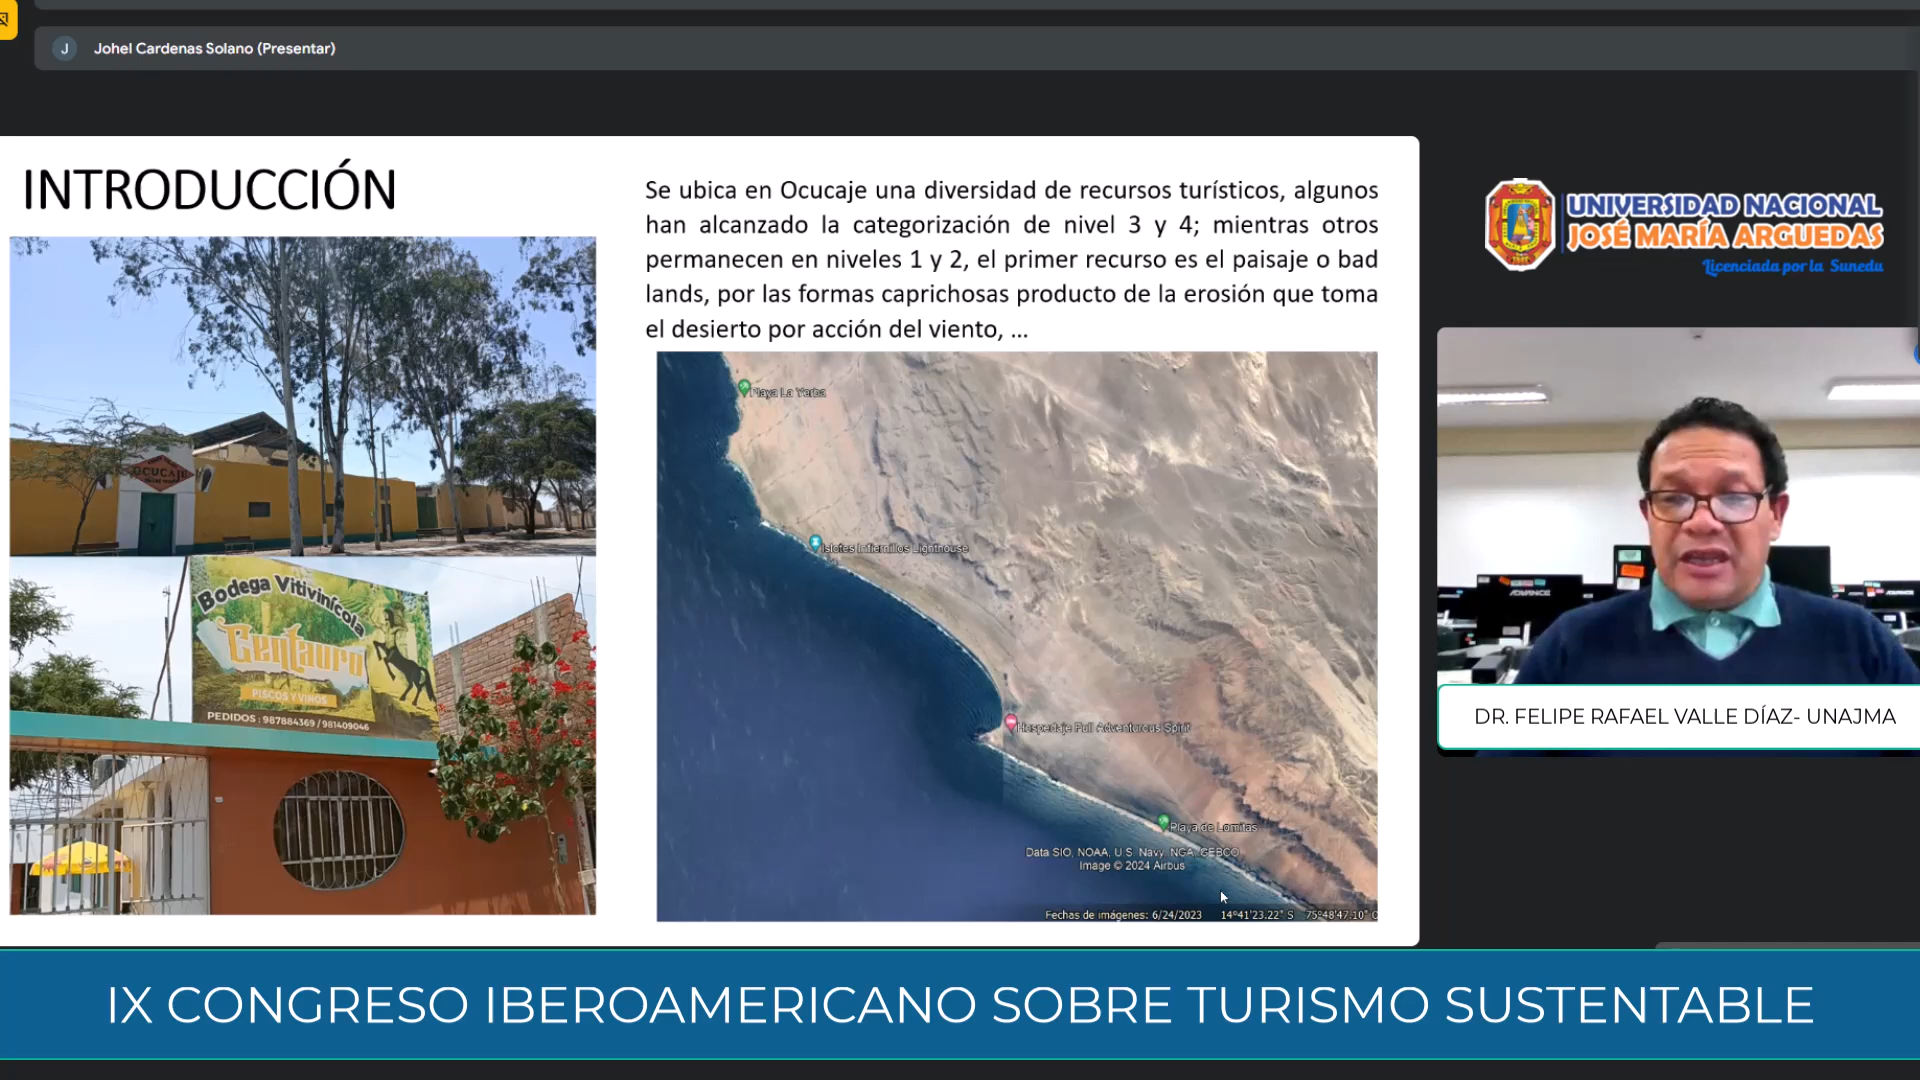 J Johel Cardenas Solano (Presentar)
INTRODUCCIÓN
Se ubica en Ocucaje una diversidad de recursos turísticos, algunos
han alcanzado la categorización de nivel 3 y 4; mientras otros
permanecen en niveles 1 y 2, el primer recurso es el paisaje o bad
lands, por las formas caprichosas producto de la erosión que toma
el desierto por acción del viento, ...
OCUCAJE
Bodega Vitivinícola
Centauro
PISCOS Y VINOS
PEDIDOS : 987884369 / 981409046
Playa La Yerba
Islotes Infiernillos Lighthouse
Hospedaje Full Adventurous Spirit
Playa de Lomitas
Data SIO, NOAA, U.S. Navy, NGA, GEBCO
Image © 2024 Airbus
Fechas de imágenes: 6/24/2023 14°41'23.22" S 75°48'47.10" O
UNIVERSIDAD NACIONAL
JOSÉ MARÍA ARGUEDAS
Licenciada por la Sunedu
ADVANCE
DR. FELIPE RAFAEL VALLE DÍAZ- UNAJMA
IX CONGRESO IBEROAMERICANO SOBRE TURISMO SUSTENTABLE